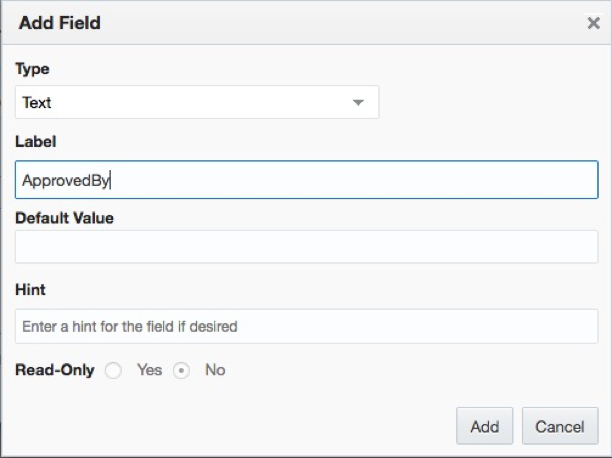 Add Field
Type
Text
Label
ApprovedBy
Default Value
Hint
Enter a hint for the field if desired
Read-Only Yes No
Add Cancel